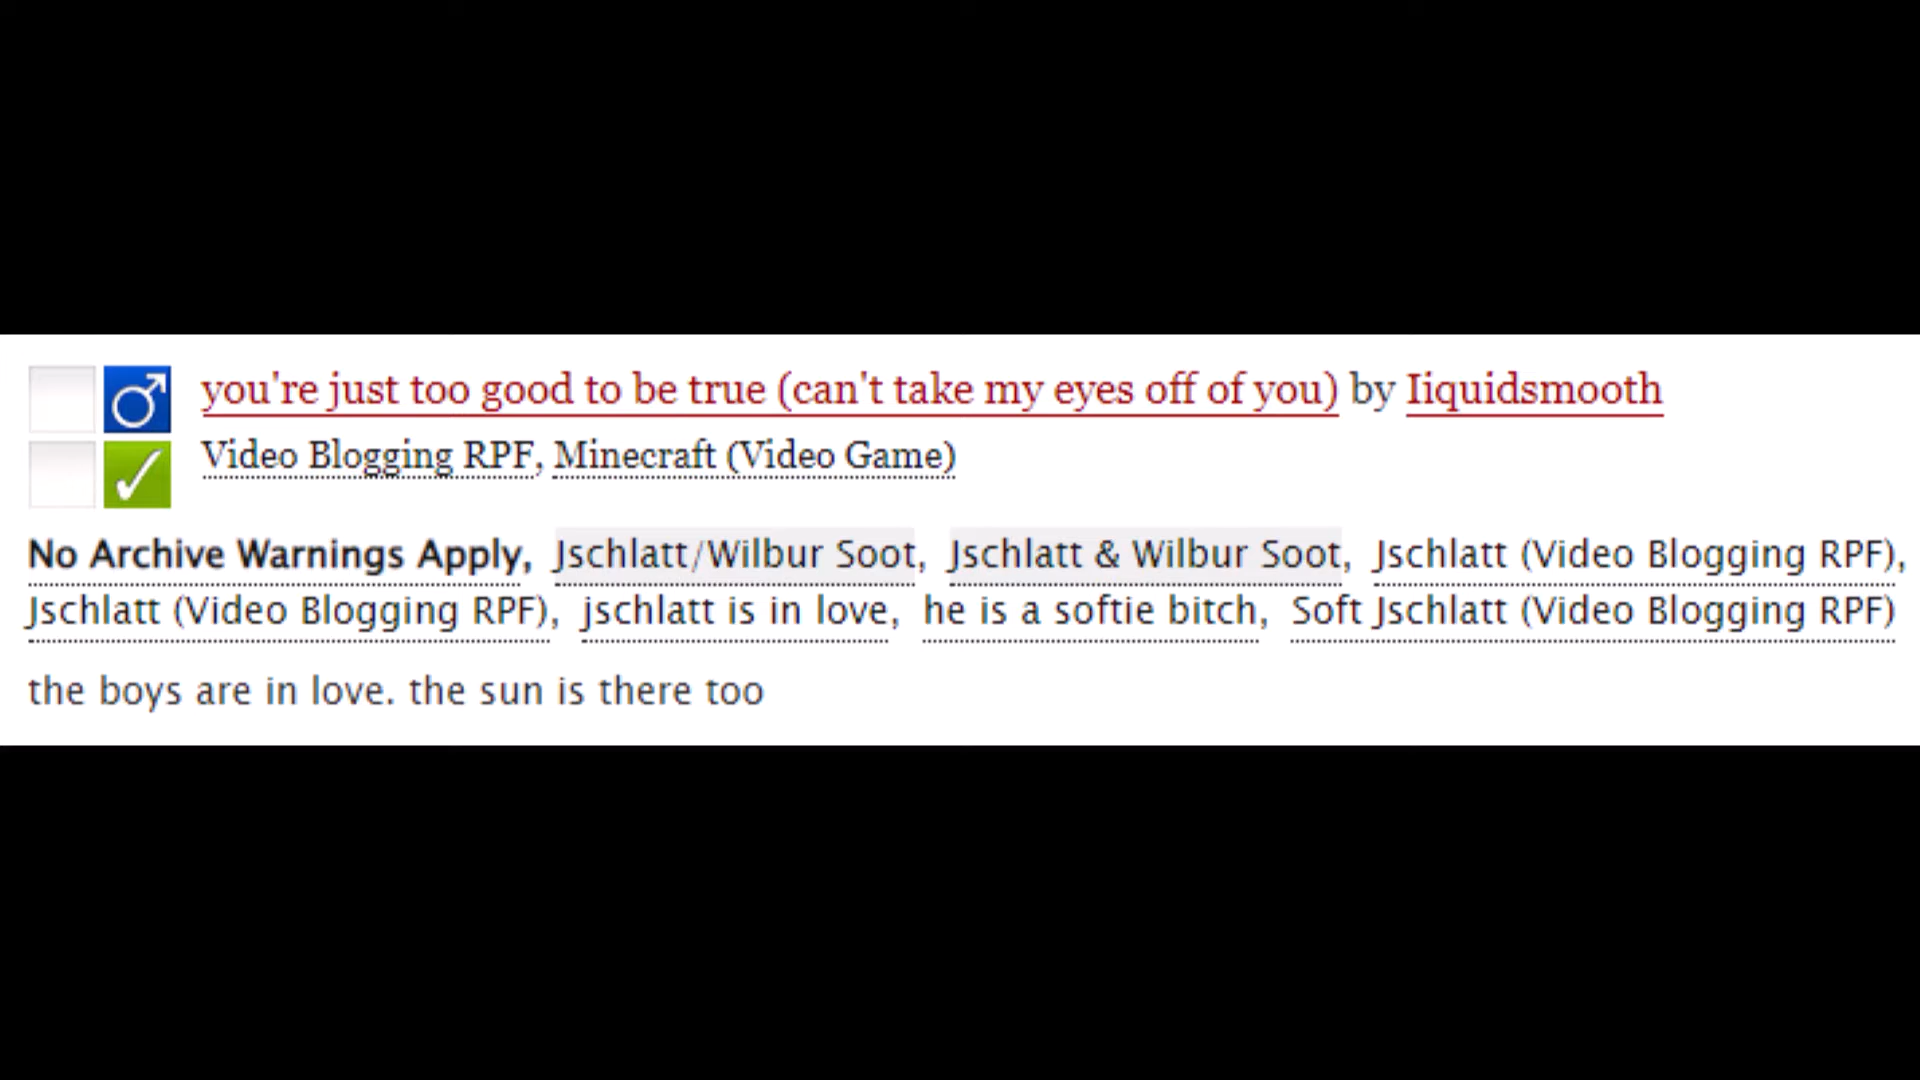 you're just too good to be true (can't take my eyes off of you) by Iiquidsmooth
Video Blogging RPF, Minecraft (Video Game)
No Archive Warnings Apply, Jschlatt/Wilbur Soot, Jschlatt & Wilbur Soot, Jschlatt (Video Blogging RPF),
Jschlatt (Video Blogging RPF), jschlatt is in love, he is a softie bitch, Soft Jschlatt (Video Blogging RPF)
the boys are in love. the sun is there too